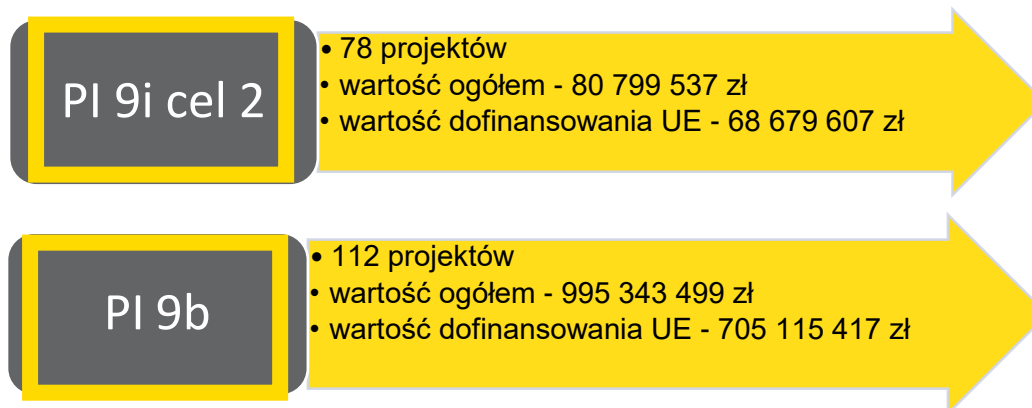 PI 9i cel 2
• 78 projektów
• wartość ogółem - 80 799 537 zł
• wartość dofinansowania UE - 68 679 607 zł
PI 9b
• 112 projektów
• wartość ogółem - 995 343 499 zł
• wartość dofinansowania UE - 705 115 417 zł